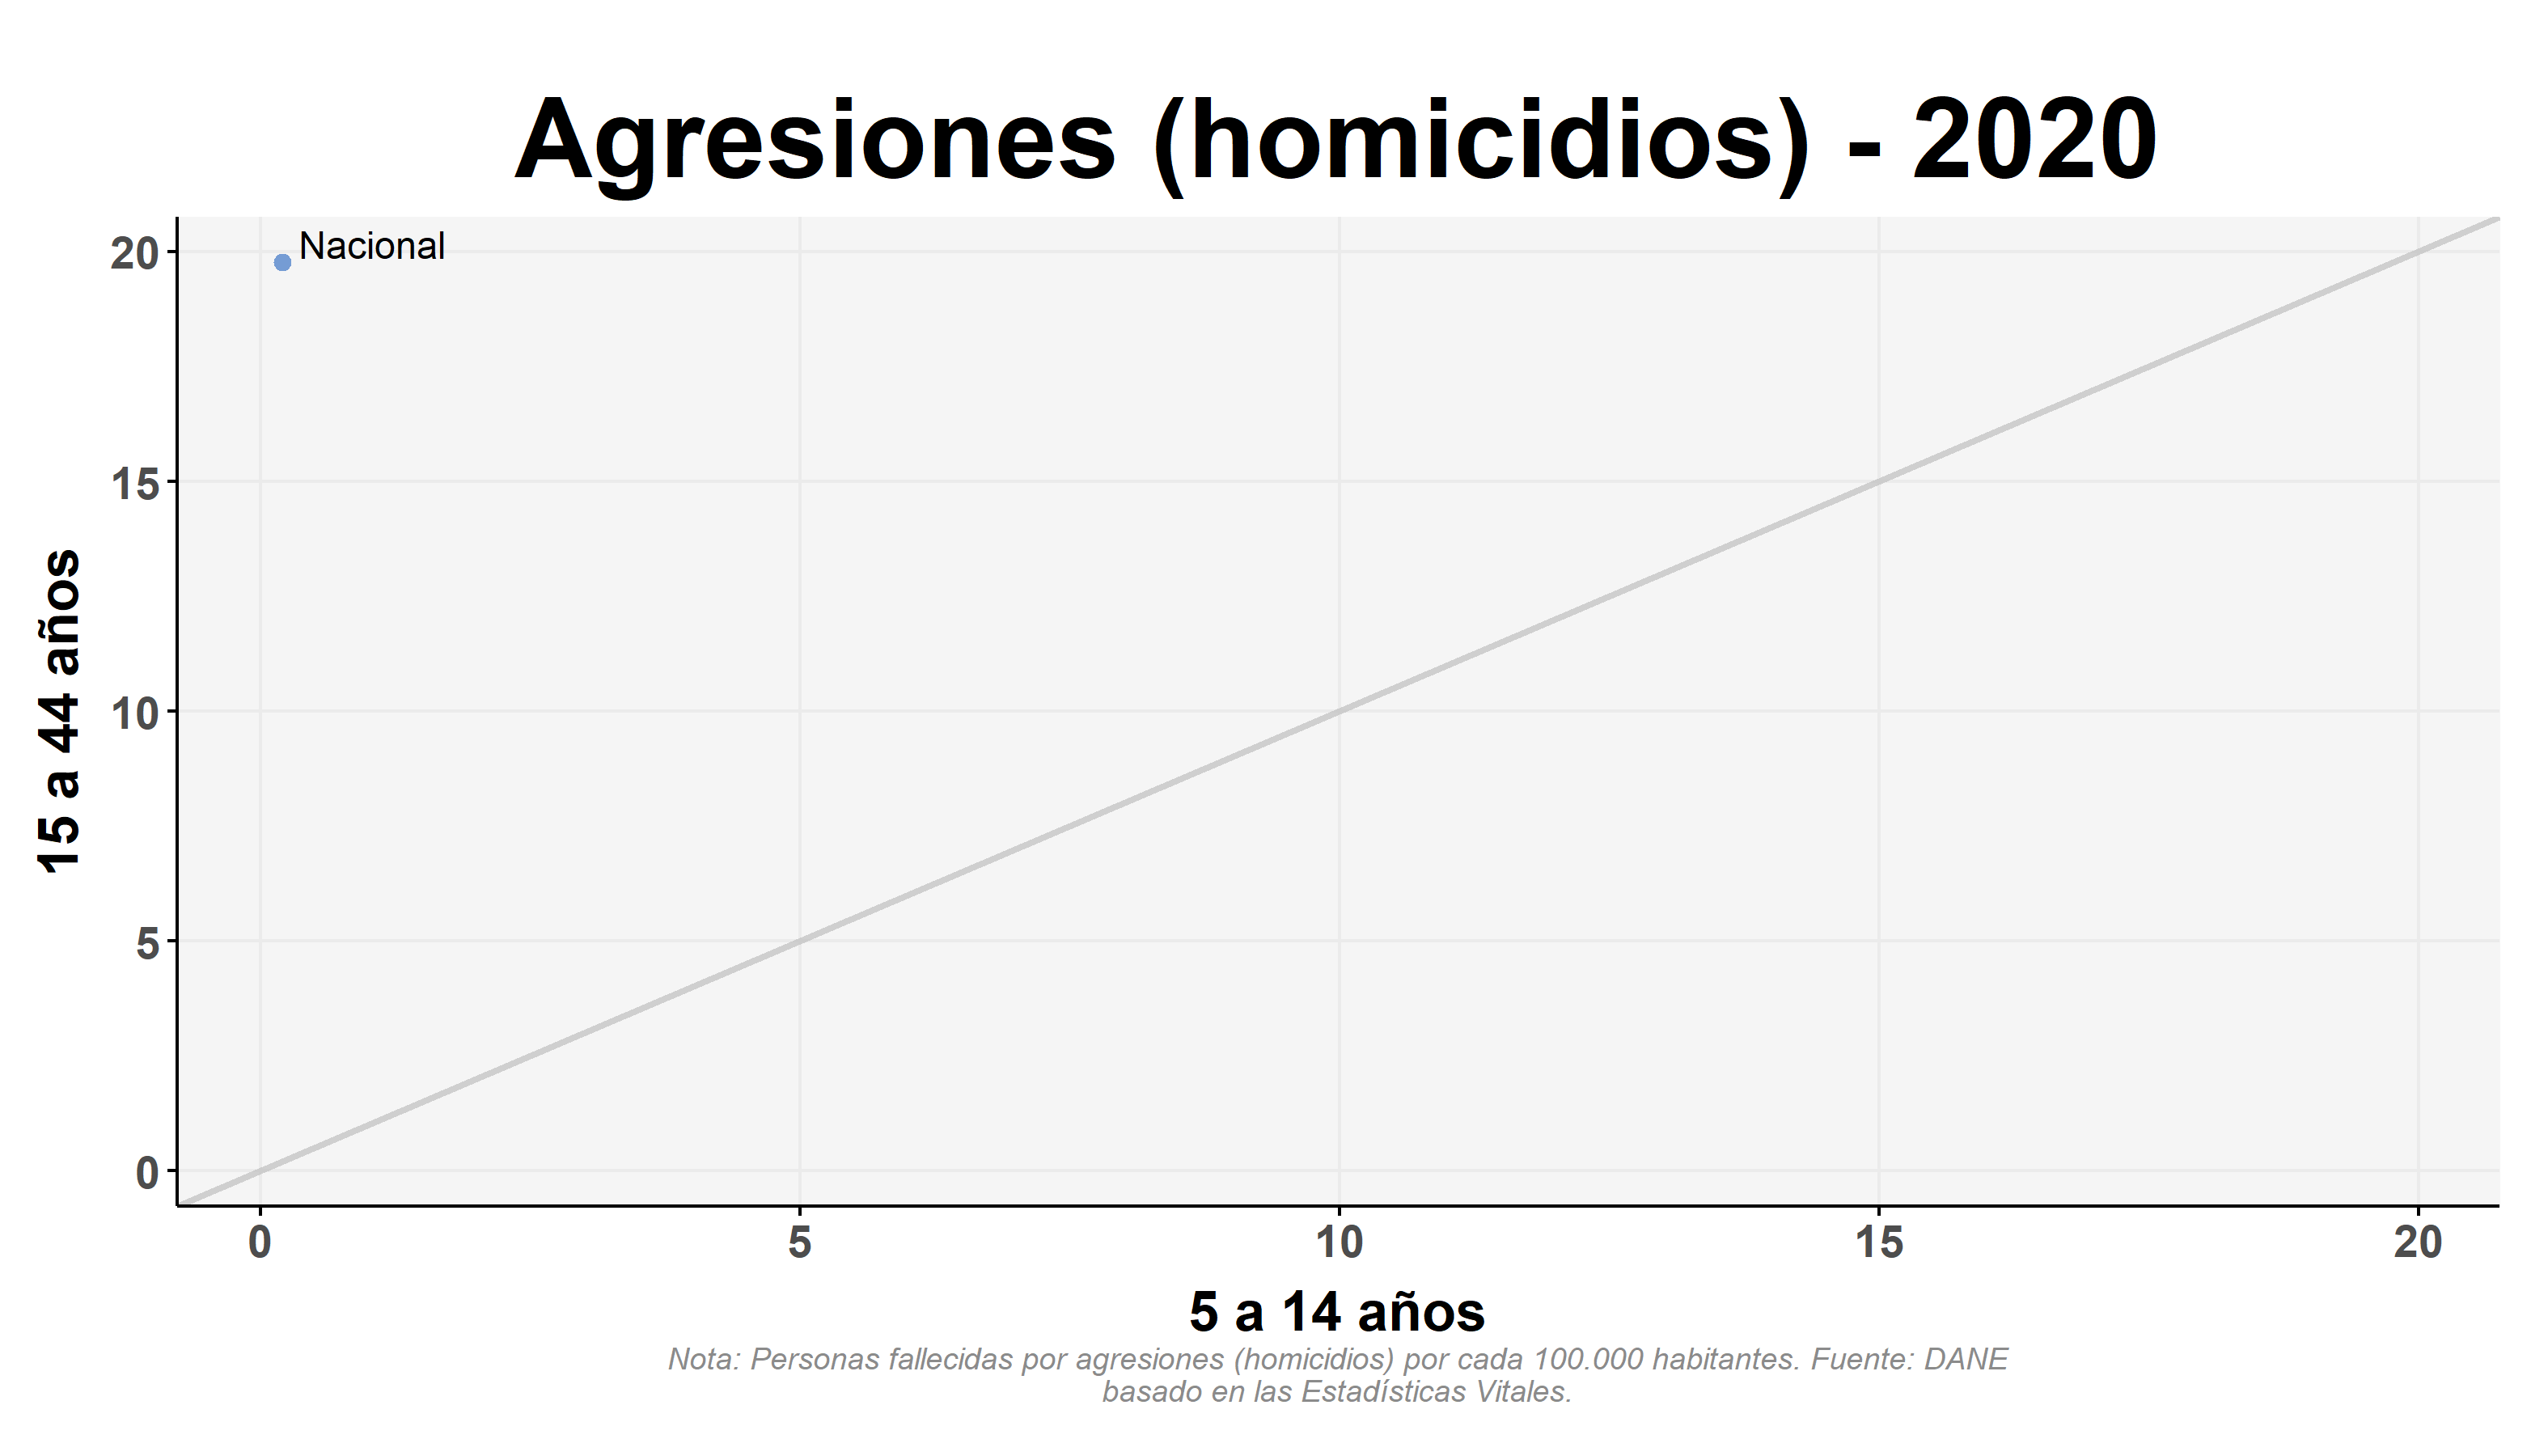 Agresiones (homicidios) - 2020
Nacional
20
15
10
5
0
15 a 44 años
0 5 10 15 20
5 a 14 años
Nota: Personas fallecidas por agresiones (homicidios) por cada 100.000 habitantes. Fuente: DANE
basado en las Estadísticas Vitales.